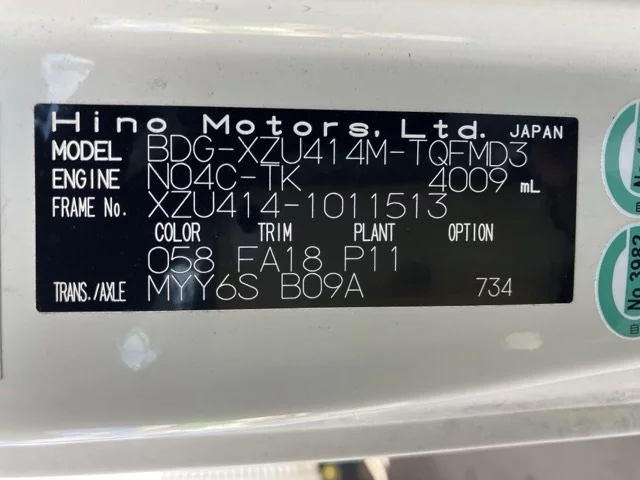 Hino Motors, Ltd. JAPAN
MODEL BDG-XZU414M-TQFMD3
ENGINE N04C-TK 4009 mL
FRAME No. XZU414-1011513
COLOR TRIM PLANT OPTION
058 FA18 P11
TRANS./AXLE MYY6S B09A 734